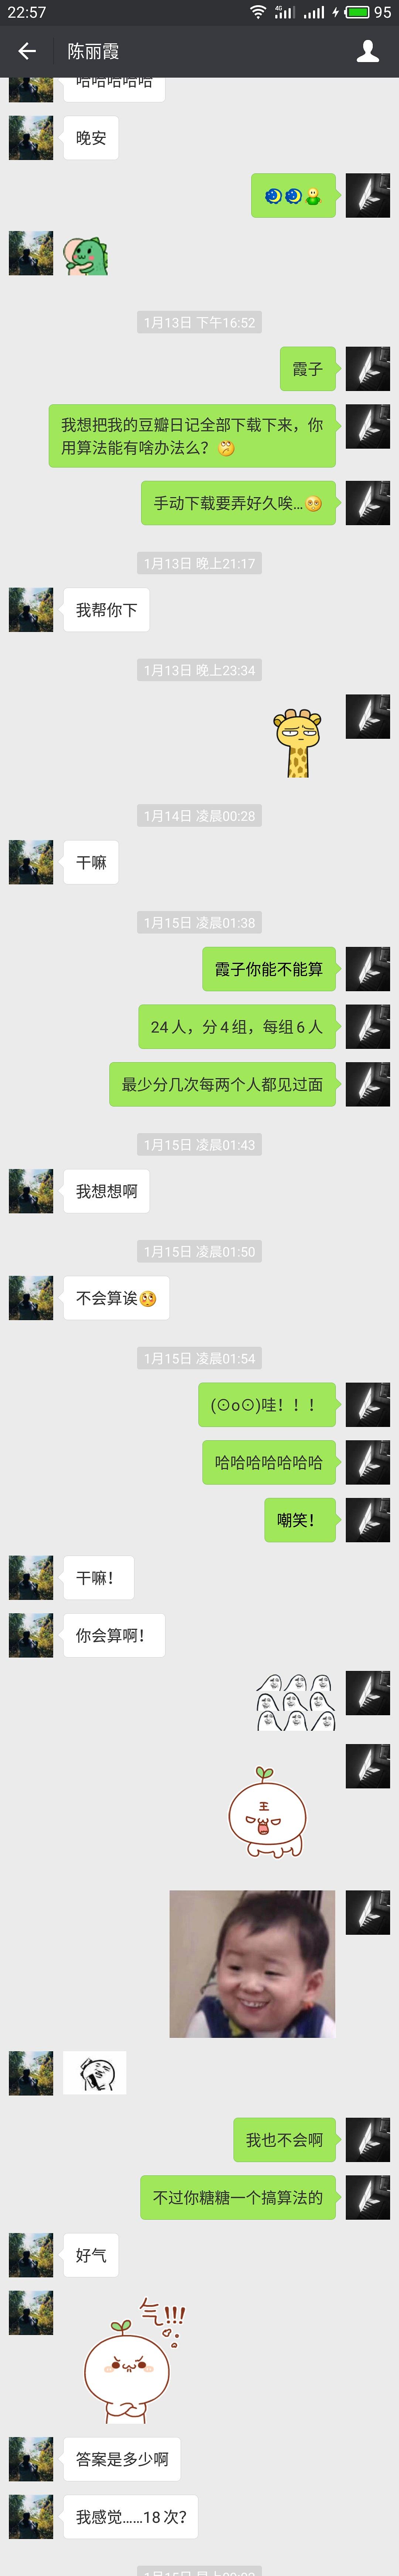 22:57
4G
95
陈丽霞
哈哈哈哈哈
晚安
1月13日 下午16:52
霞子
我想把我的豆瓣日记全部下载下来，你
用算法能有啥办法么？
手动下载要弄好久唉...
1月13日 晚上21:17
我帮你下
1月13日 晚上23:34
1月14日 凌晨00:28
干嘛
1月15日 凌晨01:38
霞子你能不能算
24人，分4组，每组6人
最少分几次每两个人都见过面
1月15日 凌晨01:43
我想想啊
1月15日 凌晨01:50
不会算诶
1月15日 凌晨01:54
(⊙o⊙)哇！！！
哈哈哈哈哈哈哈
嘲笑！
干嘛！
你会算啊！
王
我也不会啊
不过你糖糖一个搞算法的
好气
气!!!
答案是多少啊
我感觉……18次？